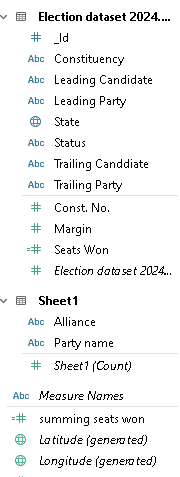 Election dataset 2024....
_Id
Abc Constituency
Abc Leading Candidate
Abc Leading Party
State
Abc Status
Abc Trailing Canddiate
Abc Trailing Party
Const. No.
Margin
Seats Won
Election dataset 2024...
Sheet1
Abc Alliance
Abc Party name
Sheet1 (Count)
Abc Measure Names
summing seats won
Latitude (generated)
Longitude (generated)